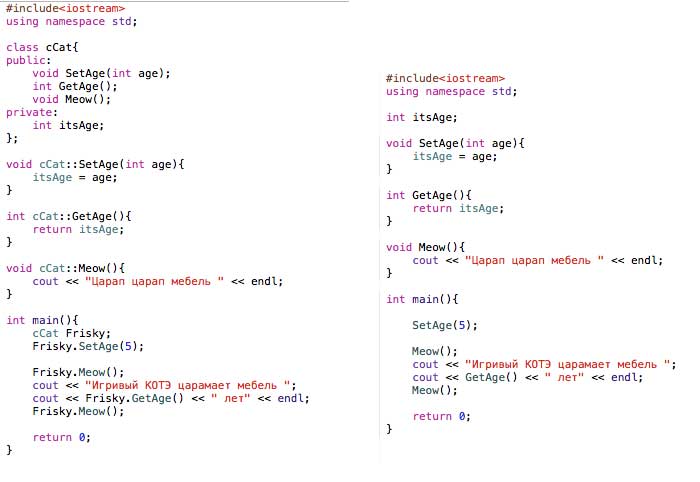 #include<iostream>
using namespace std;
class cCat{
public:
void SetAge(int age);
int GetAge();
void Meow();
private:
int itsAge;
};
void cCat::SetAge(int age){
itsAge = age;
}
int cCat::GetAge(){
return itsAge;
}
void cCat::Meow(){
cout << "Царап царап мебель " << endl;
}
int main(){
cCat Frisky;
Frisky.SetAge(5);
Frisky.Meow();
cout << "Игривый КОТЭ царамает мебель ";
cout << Frisky.GetAge() << " лет" << endl;
Frisky.Meow();
return 0;
}
#include<iostream>
using namespace std;
int itsAge;
void SetAge(int age){
itsAge = age;
}
int GetAge(){
return itsAge;
}
void Meow(){
cout << "Царап царап мебель " << endl;
}
int main(){
SetAge(5);
Meow();
cout << "Игривый КОТЭ царамает мебель ";
cout << GetAge() << " лет" << endl;
Meow();
return 0;
}